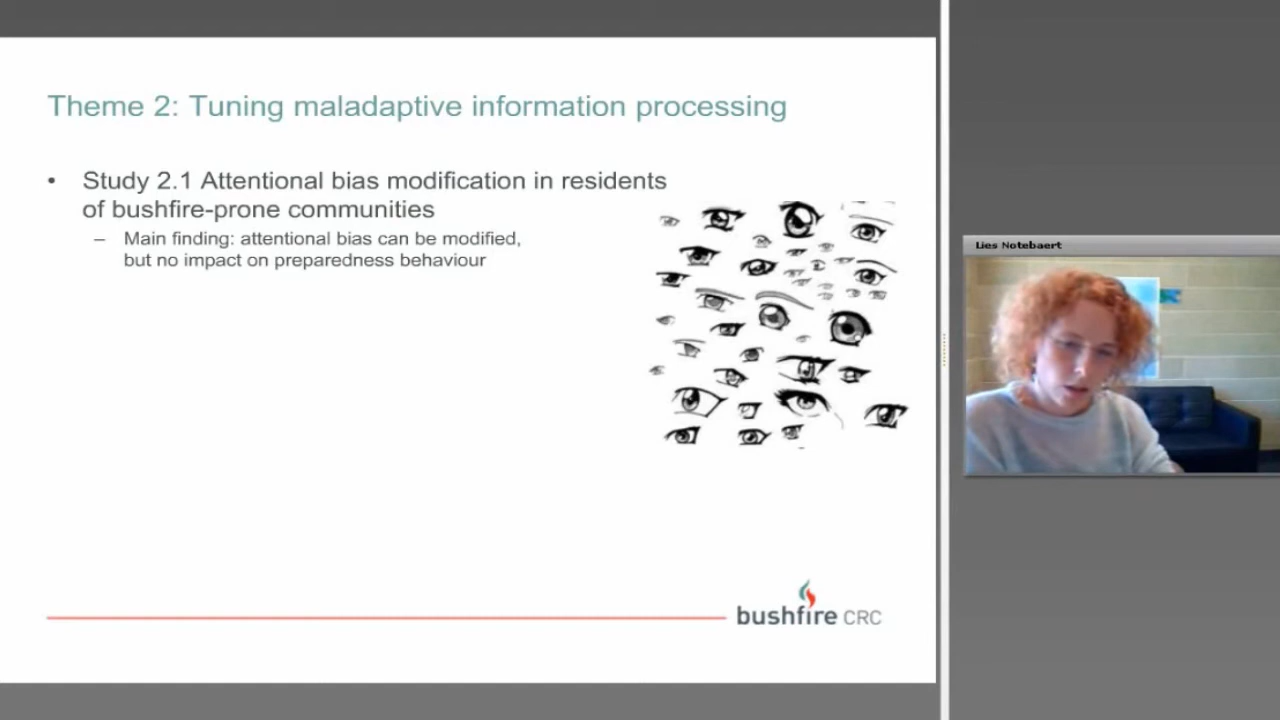 Theme 2: Tuning maladaptive information processing
• Study 2.1 Attentional bias modification in residents
of bushfire-prone communities
– Main finding: attentional bias can be modified,
but no impact on preparedness behaviour
bushfire CRC
Lies Notebaert